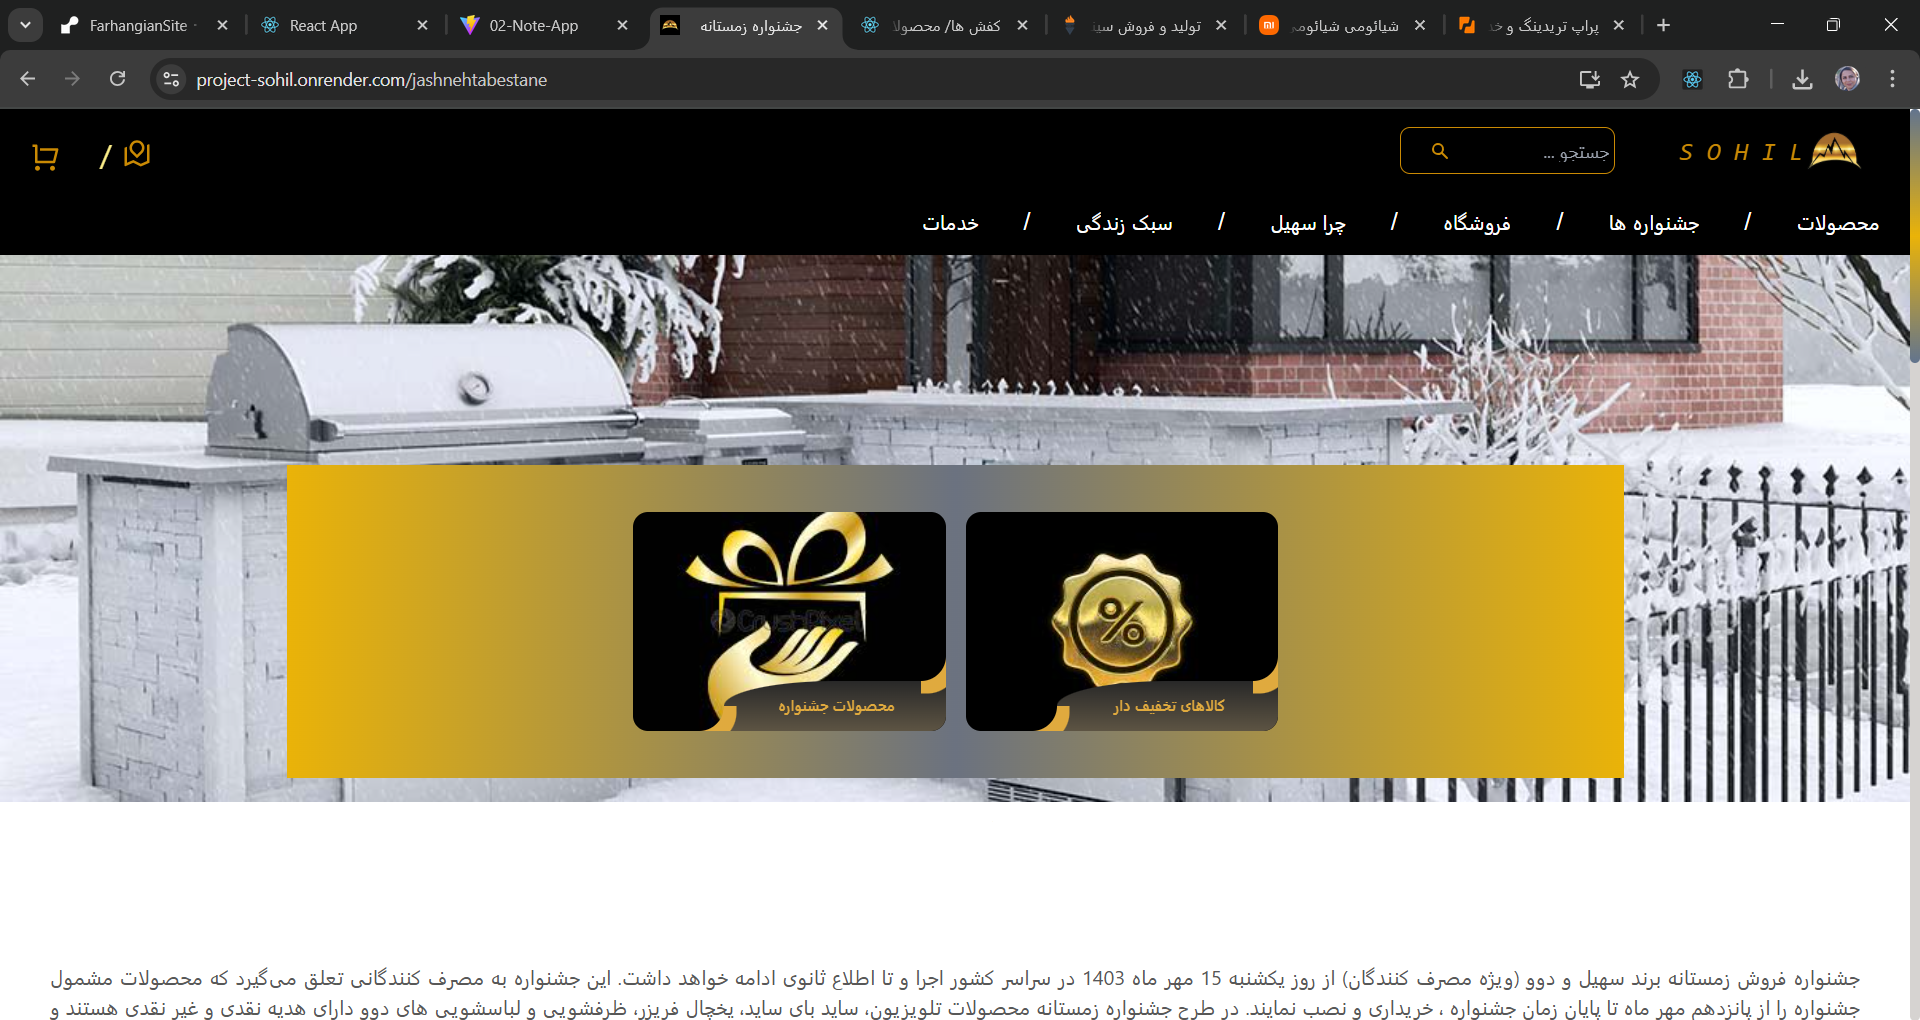 FarhangianSite
React App
02-Note-App
جشنواره زمستانه
کفش ها/ محصولا
تولید و فروش سین
شیائومی شیائومی
پراپ تریدینگ و خد
project-sohil.onrender.com/jashnehtabestane
SOHIL
جستجو ...
/
محصولات / جشنواره ها / فروشگاه / چرا سهیل / سبک زندگی / خدمات
%
کالاهای تخفیف دار
CrushPixel
محصولات جشنواره
جشنواره فروش زمستانه برند سهیل و دوو (ویژه مصرف کنندگان) از روز یکشنبه 15 مهر ماه 1403 در سراسر کشور اجرا و تا اطلاع ثانوی ادامه خواهد داشت. این جشنواره به مصرف کنندگانی تعلق می‌گیرد که محصولات مشمول
جشنواره را از پانزدهم مهر ماه تا پایان زمان جشنواره ، خریداری و نصب نمایند. در طرح جشنواره زمستانه محصولات تلویزیون، ساید بای ساید، یخچال فریزر، ظرفشویی و لباسشویی های دوو دارای هدیه نقدی و غیر نقدی هستند و